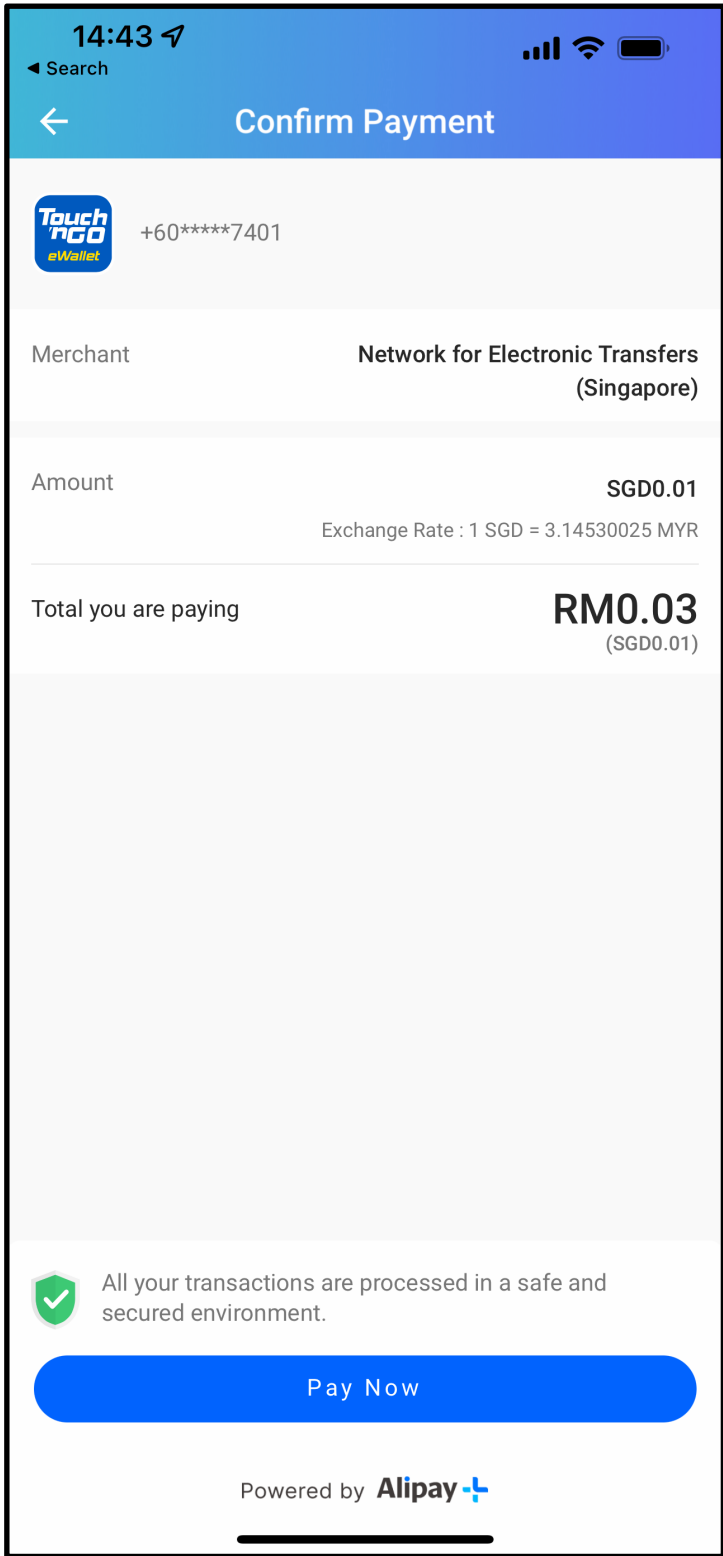 14:43
◀ Search
Confirm Payment
Touch
'nGO
eWallet
+60*****7401
Merchant
Network for Electronic Transfers
(Singapore)
Amount
SGD0.01
Exchange Rate : 1 SGD = 3.14530025 MYR
Total you are paying
RM0.03
(SGD0.01)
All your transactions are processed in a safe and
secured environment.
Pay Now
Powered by Alipay+